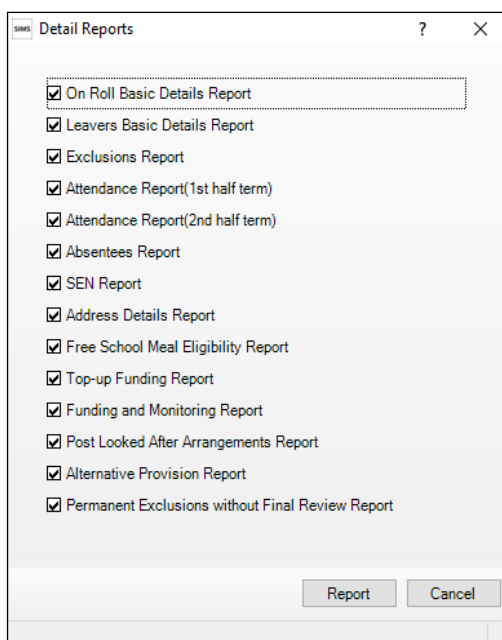 SIMS Detail Reports ?
On Roll Basic Details Report
Leavers Basic Details Report
Exclusions Report
Attendance Report(1st half term)
Attendance Report(2nd half term)
Absentees Report
SEN Report
Address Details Report
Free School Meal Eligibility Report
Top-up Funding Report
Funding and Monitoring Report
Post Looked After Arrangements Report
Alternative Provision Report
Permanent Exclusions without Final Review Report
Report Cancel